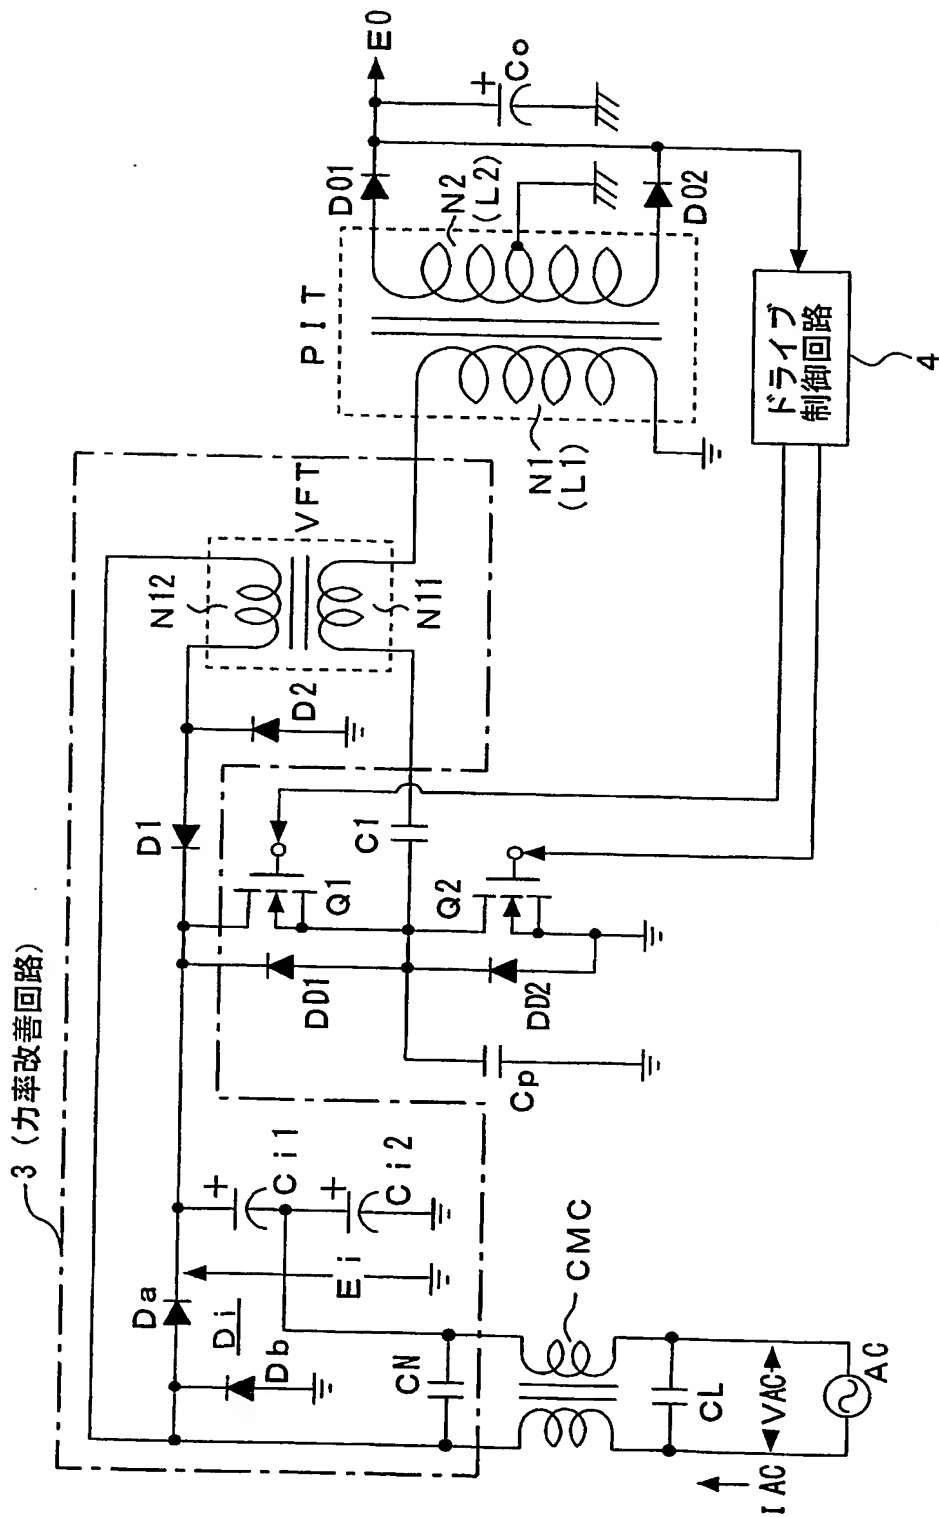 3 (力率改善回路)
Da
Di
Db
Ei
Ci1
Ci2
+
+
CN
CMC
CL
VAC
IAC
AC
D1
D2
Q1
Q2
DD1
DD2
Cp
C1
N12
VFT
N11
PIT
N1
(L1)
N2
(L2)
D01
D02
E0
+
Co
ドライブ
制御回路
4